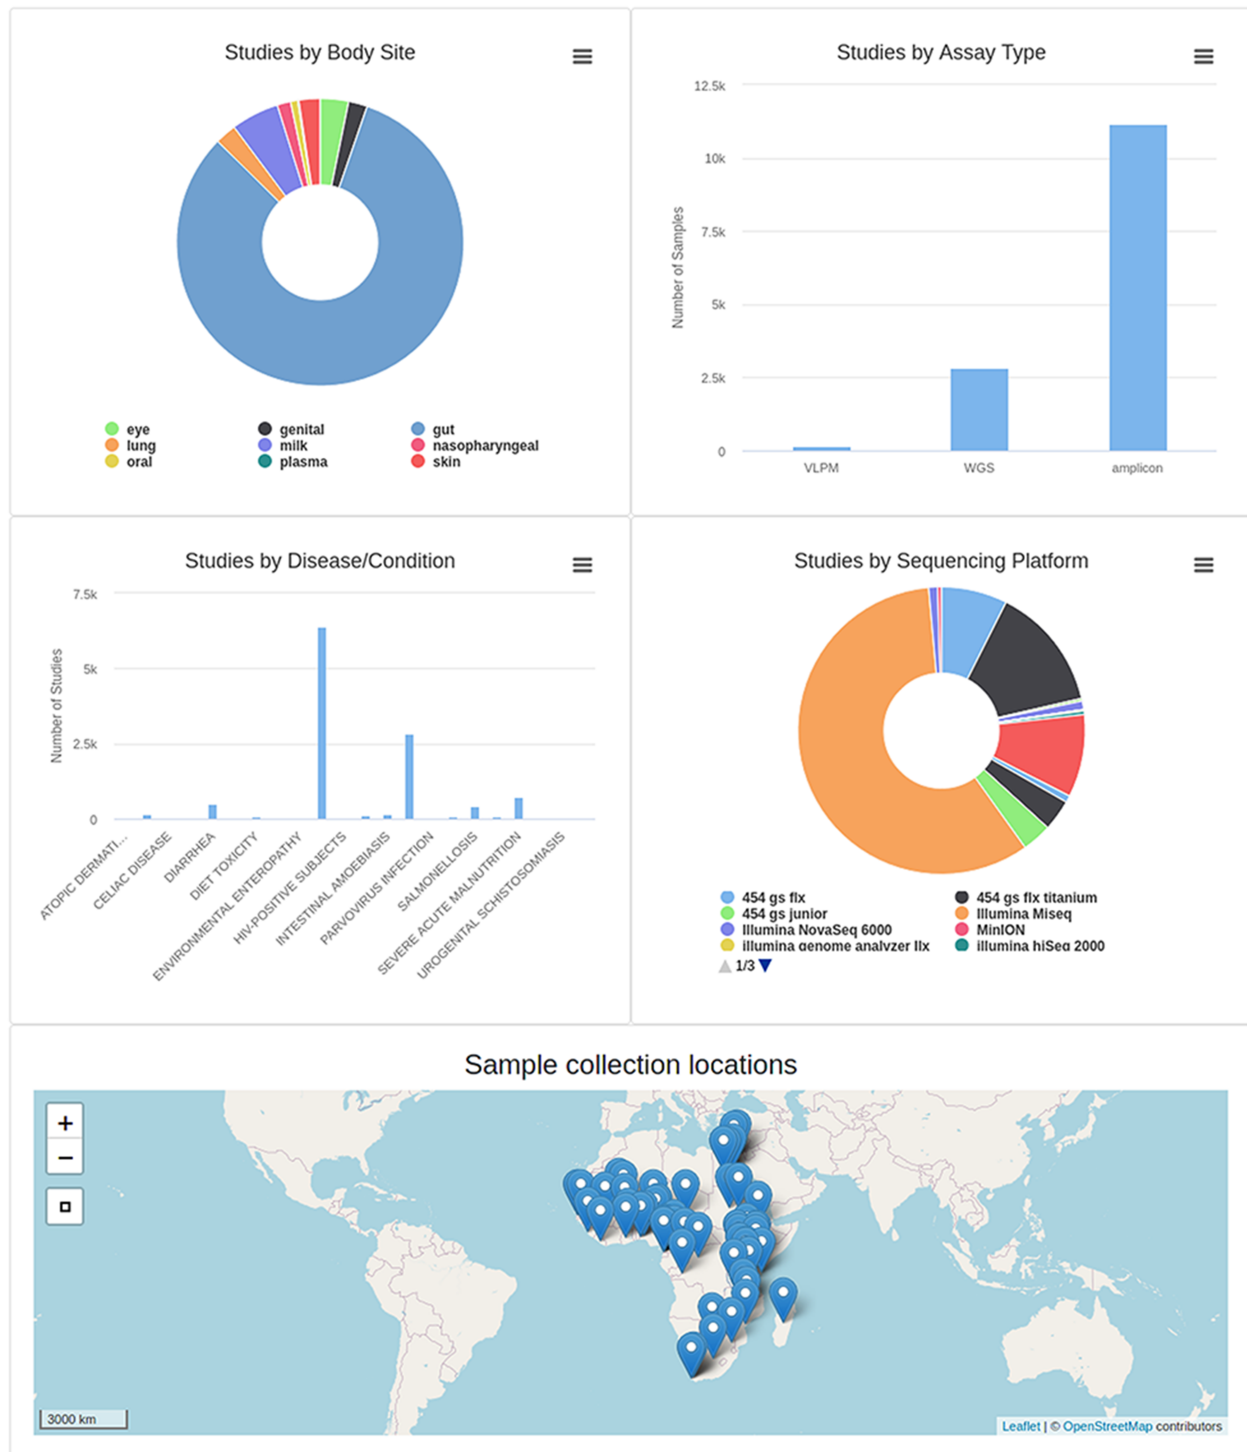 Studies by Body Site
eye
genital
gut
lung
milk
nasopharyngeal
oral
plasma
skin
Studies by Assay Type
12.5k
10k
7.5k
5k
2.5k
0
Number of Samples
VLPM
WGS
amplicon
Studies by Disease/Condition
7.5k
5k
2.5k
0
Number of Studies
ATOPIC DERMATI...
CELIAC DISEASE
DIARRHEA
DIET TOXICITY
ENVIRONMENTAL ENTEROPATHY
HIV-POSITIVE SUBJECTS
INTESTINAL AMOEBIASIS
PARVOVIRUS INFECTION
SALMONELLOSIS
SEVERE ACUTE MALNUTRITION
UROGENITAL SCHISTOSOMIASIS
Studies by Sequencing Platform
454 gs flx
454 gs flx titanium
454 gs junior
Illumina Miseq
Illumina NovaSeq 6000
MinION
illumina genome analyzer IIx
illumina hiSeq 2000
1/3
Sample collection locations
+
−
3000 km
Leaflet | © OpenStreetMap contributors